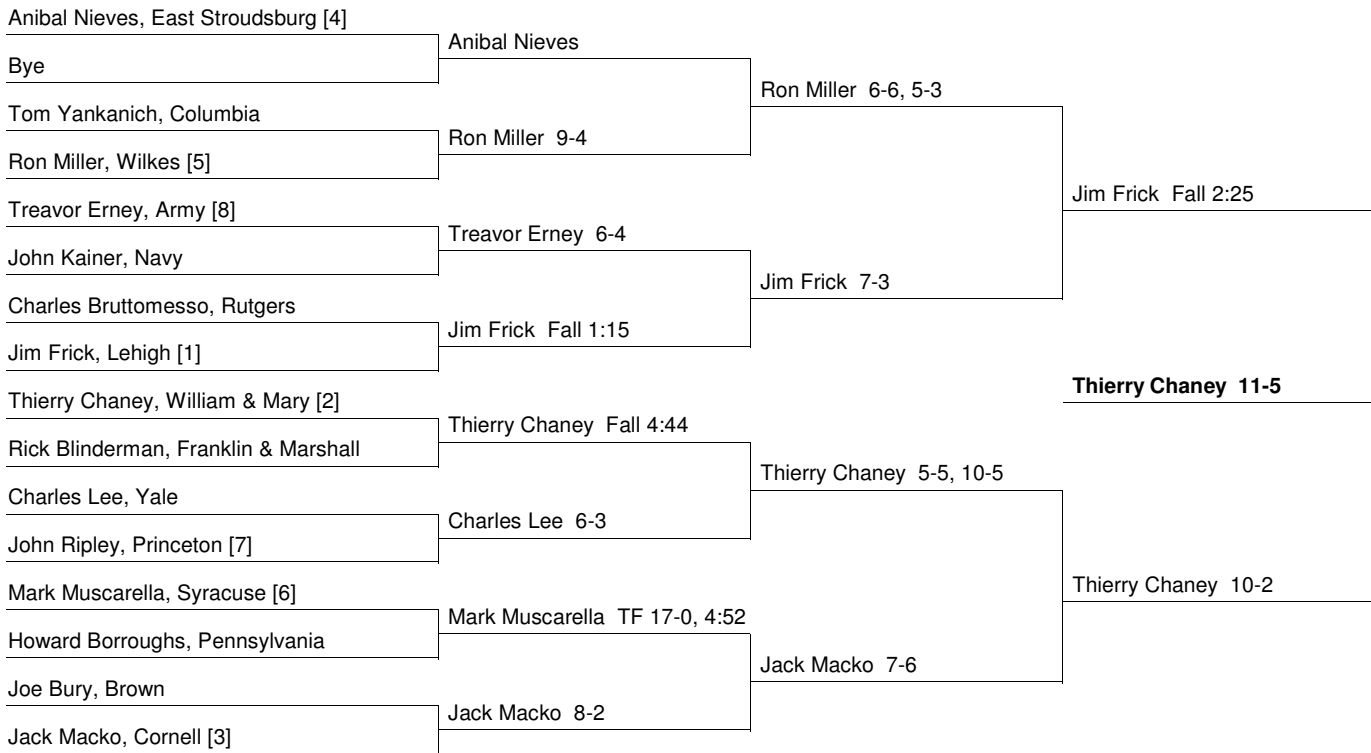 Anibal Nieves, East Stroudsburg [4]
Bye
Tom Yankanich, Columbia
Ron Miller, Wilkes [5]
Treavor Erney, Army [8]
John Kainer, Navy
Charles Bruttomesso, Rutgers
Jim Frick, Lehigh [1]
Thierry Chaney, William & Mary [2]
Rick Blinderman, Franklin & Marshall
Charles Lee, Yale
John Ripley, Princeton [7]
Mark Muscarella, Syracuse [6]
Howard Borroughs, Pennsylvania
Joe Bury, Brown
Jack Macko, Cornell [3]
Anibal Nieves
Ron Miller 9-4
Treavor Erney 6-4
Jim Frick Fall 1:15
Thierry Chaney Fall 4:44
Charles Lee 6-3
Mark Muscarella TF 17-0, 4:52
Jack Macko 8-2
Ron Miller 6-6, 5-3
Jim Frick 7-3
Thierry Chaney 5-5, 10-5
Jack Macko 7-6
Jim Frick Fall 2:25
Thierry Chaney 11-5
Thierry Chaney 10-2